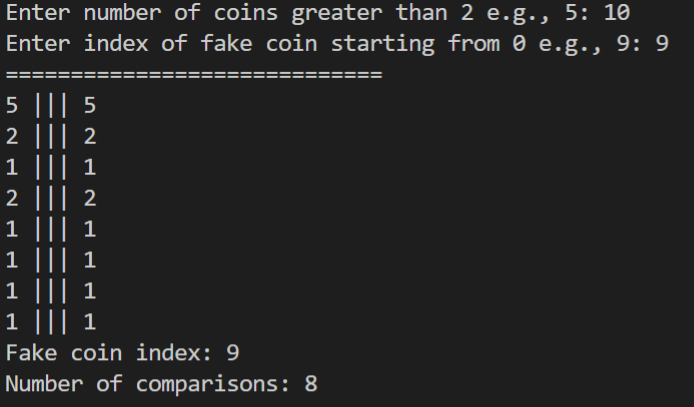 Enter number of coins greater than 2 e.g., 5: 10
Enter index of fake coin starting from 0 e.g., 9: 9
=============================
5 ||| 5
2 ||| 2
1 ||| 1
2 ||| 2
1 ||| 1
1 ||| 1
1 ||| 1
1 ||| 1
Fake coin index: 9
Number of comparisons: 8